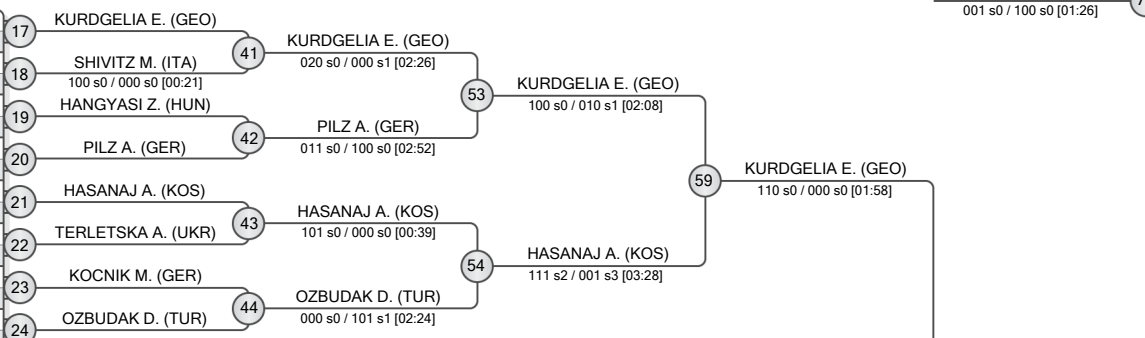 001 s0 / 100 s0 [01:26]
17
KURDGELIA E. (GEO)
41
KURDGELIA E. (GEO)
020 s0 / 000 s1 [02:26]
18
SHIVITZ M. (ITA)
100 s0 / 000 s0 [00:21]
53
KURDGELIA E. (GEO)
100 s0 / 010 s1 [02:08]
19
HANGYASI Z. (HUN)
42
PILZ A. (GER)
011 s0 / 100 s0 [02:52]
20
PILZ A. (GER)
59
KURDGELIA E. (GEO)
110 s0 / 000 s0 [01:58]
21
HASANAJ A. (KOS)
43
HASANAJ A. (KOS)
101 s0 / 000 s0 [00:39]
22
TERLETSKA A. (UKR)
54
HASANAJ A. (KOS)
111 s2 / 001 s3 [03:28]
23
KOCNIK M. (GER)
44
OZBUDAK D. (TUR)
000 s0 / 101 s1 [02:24]
24
OZBUDAK D. (TUR)